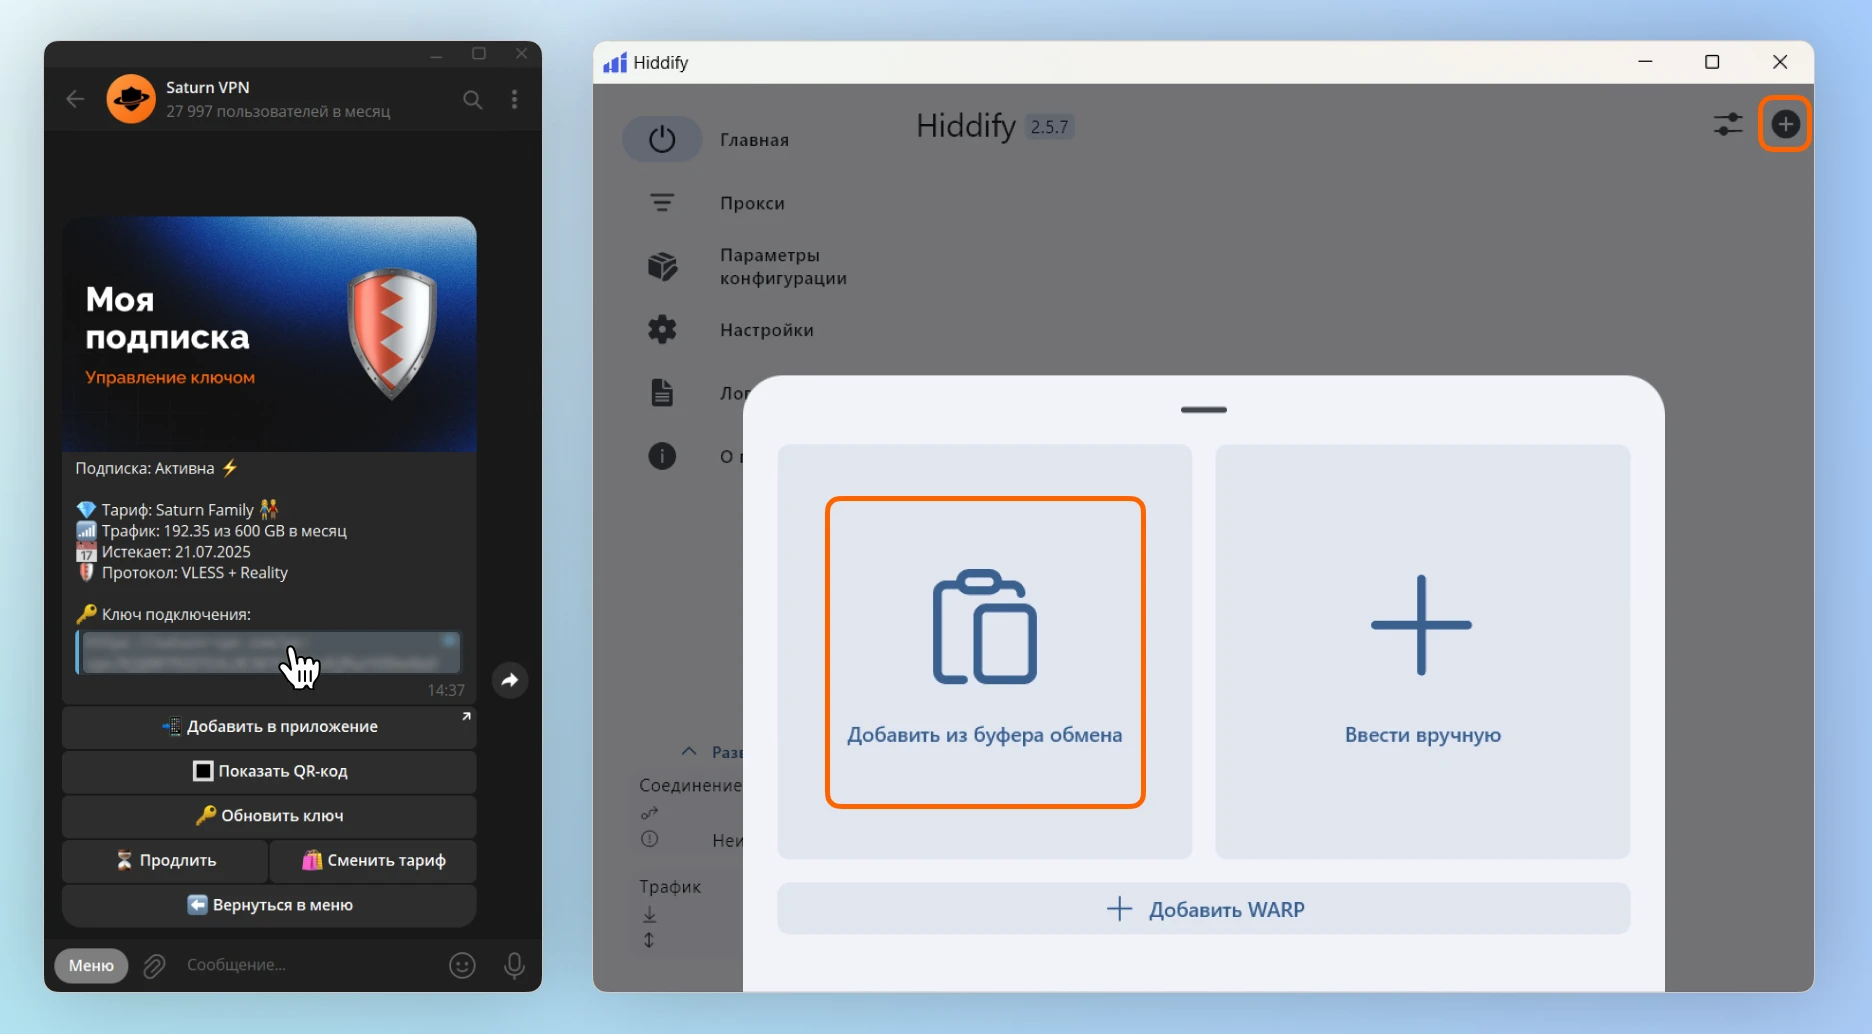 Saturn VPN
27 997 пользователей в месяц
Моя
подписка
Управление ключом
Подписка: Активна ⚡
💎 Тариф: Saturn Family 👫
📶 Трафик: 192.35 из 600 GB в месяц
17 Истекает: 21.07.2025
Протокол: VLESS + Reality
🔑 Ключ подключения:
14:37
📲 Добавить в приложение
🔳 Показать QR-код
🔑 Обновить ключ
⏳ Продлить
🛍️ Сменить тариф
⬅️ Вернуться в меню
Меню
Сообщение...
Hiddify
Hiddify 2.5.7
Главная
Прокси
Параметры
конфигурации
Настройки
Лог
О п
Разв
Соединение
Неи
Трафик
Добавить из буфера обмена
Ввести вручную
Добавить WARP